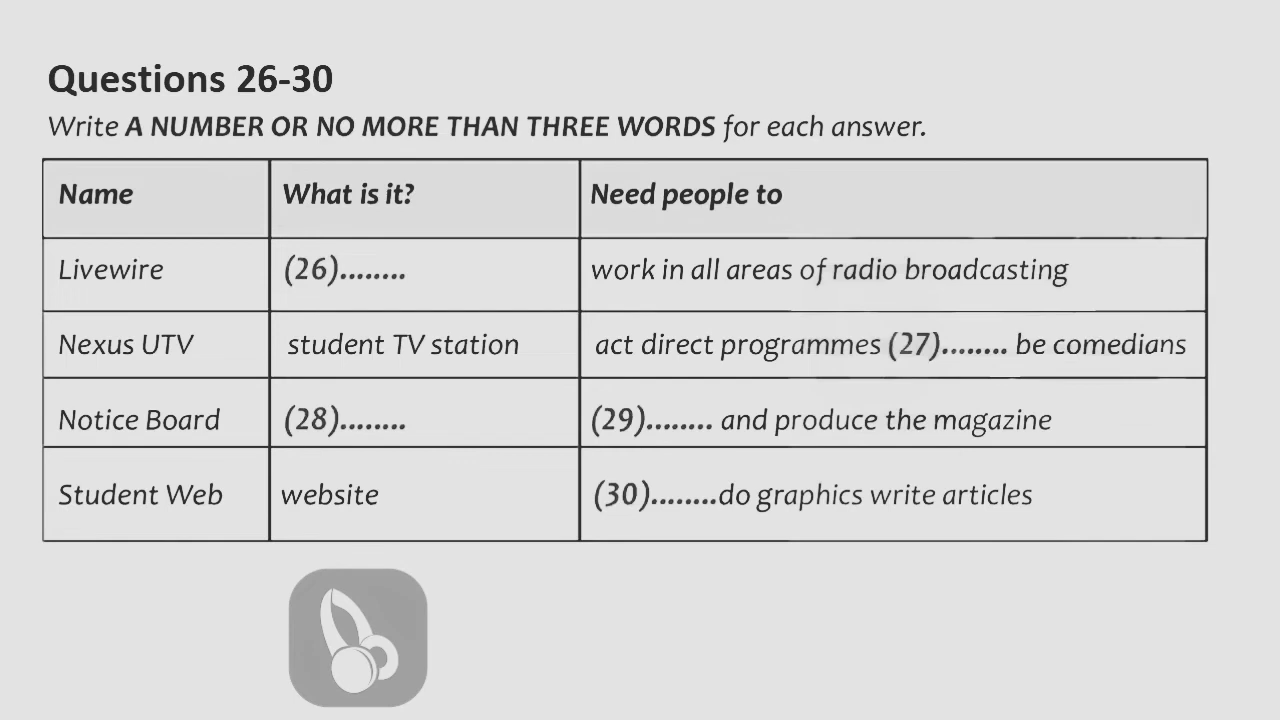 Questions 26-30
Write A NUMBER OR NO MORE THAN THREE WORDS for each answer.
Name What is it? Need people to
Livewire (26)........ work in all areas of radio broadcasting
Nexus UTV student TV station act direct programmes (27)........ be comedians
Notice Board (28)........ (29)........ and produce the magazine
Student Web website (30)........do graphics write articles